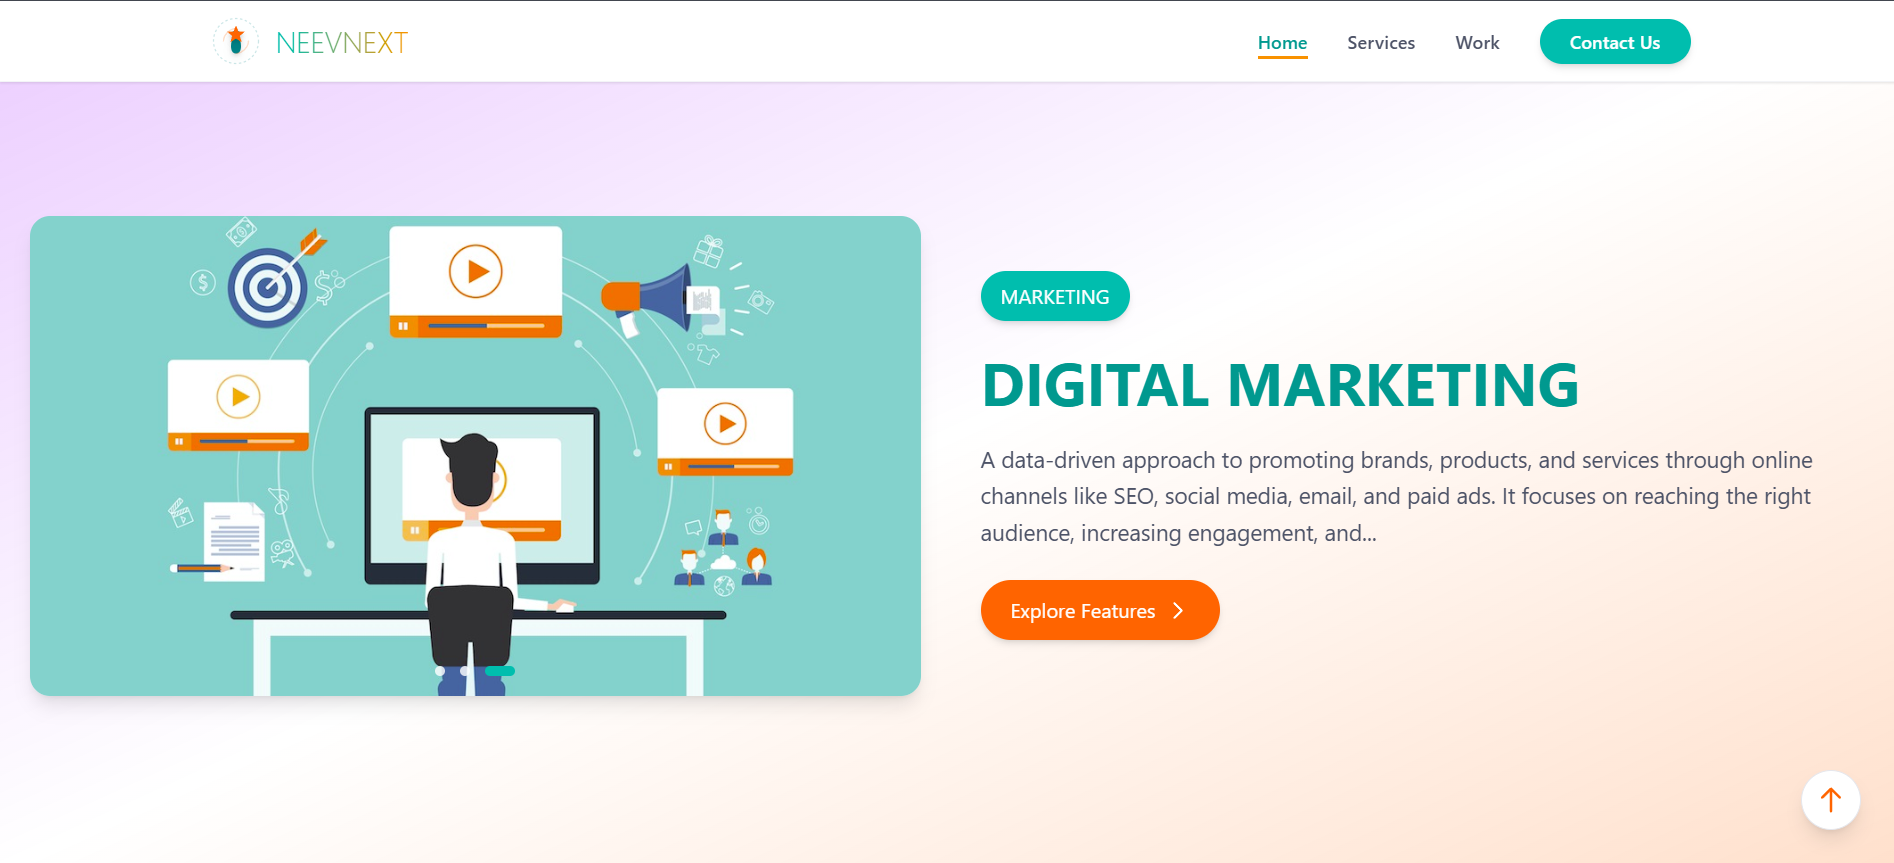 NEEVNEXT
Home
Services
Work
Contact Us
MARKETING
DIGITAL MARKETING
A data-driven approach to promoting brands, products, and services through online
channels like SEO, social media, email, and paid ads. It focuses on reaching the right
audience, increasing engagement, and...
Explore Features